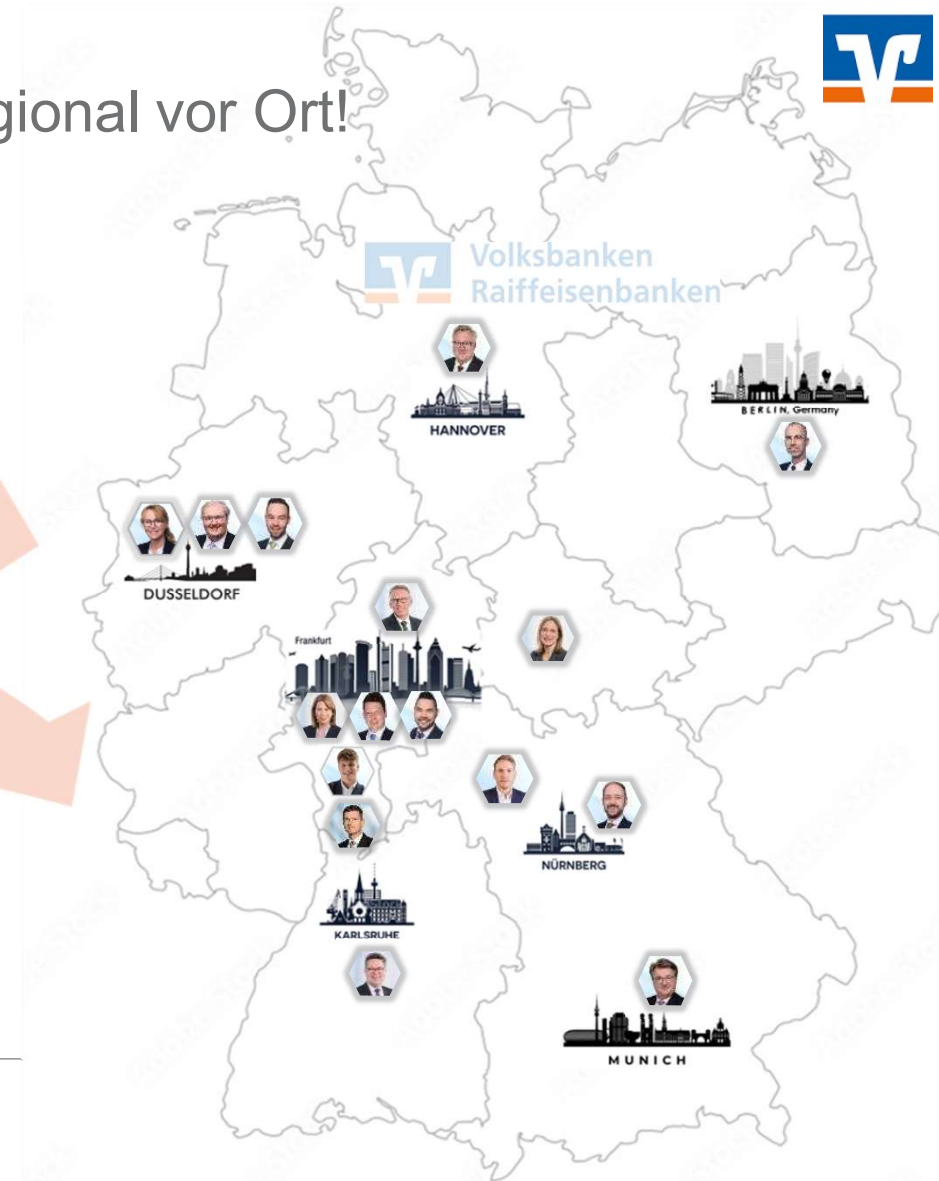 gional vor Ort!
Volksbanken
Raiffeisenbanken
HANNOVER
BERLIN, Germany
DUSSELDORF
Frankfurt
NÜRNBERG
KARLSRUHE
MUNICH